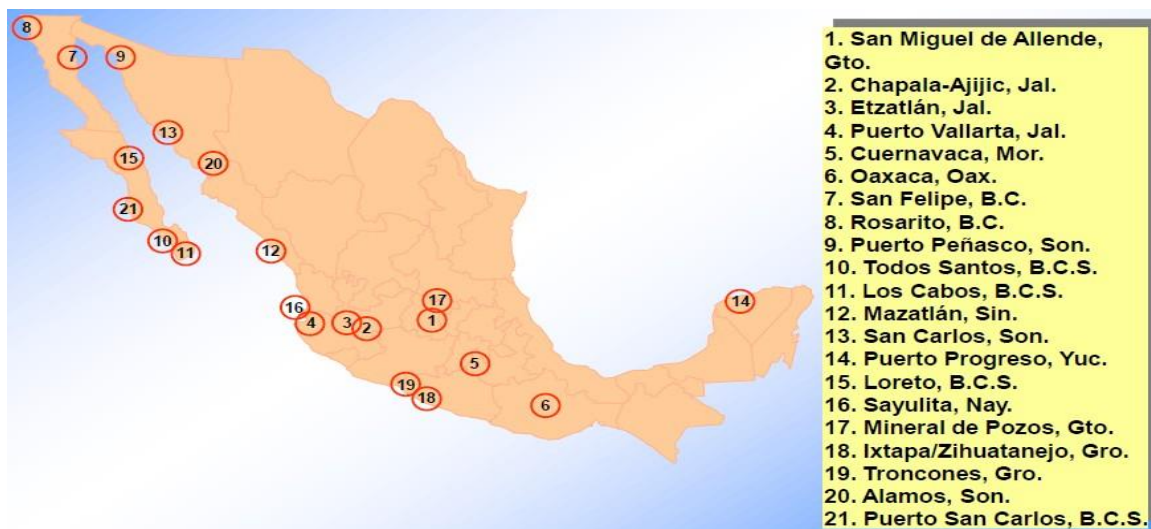 8
7
9
13
15
20
21
10
11
12
16
4
3
2
17
1
14
5
19
18
6
1. San Miguel de Allende,
Gto.
2. Chapala-Ajijic, Jal.
3. Etzatlán, Jal.
4. Puerto Vallarta, Jal.
5. Cuernavaca, Mor.
6. Oaxaca, Oax.
7. San Felipe, B.C.
8. Rosarito, B.C.
9. Puerto Peñasco, Son.
10. Todos Santos, B.C.S.
11. Los Cabos, B.C.S.
12. Mazatlán, Sin.
13. San Carlos, Son.
14. Puerto Progreso, Yuc.
15. Loreto, B.C.S.
16. Sayulita, Nay.
17. Mineral de Pozos, Gto.
18. Ixtapa/Zihuatanejo, Gro.
19. Troncones, Gro.
20. Alamos, Son.
21. Puerto San Carlos, B.C.S.